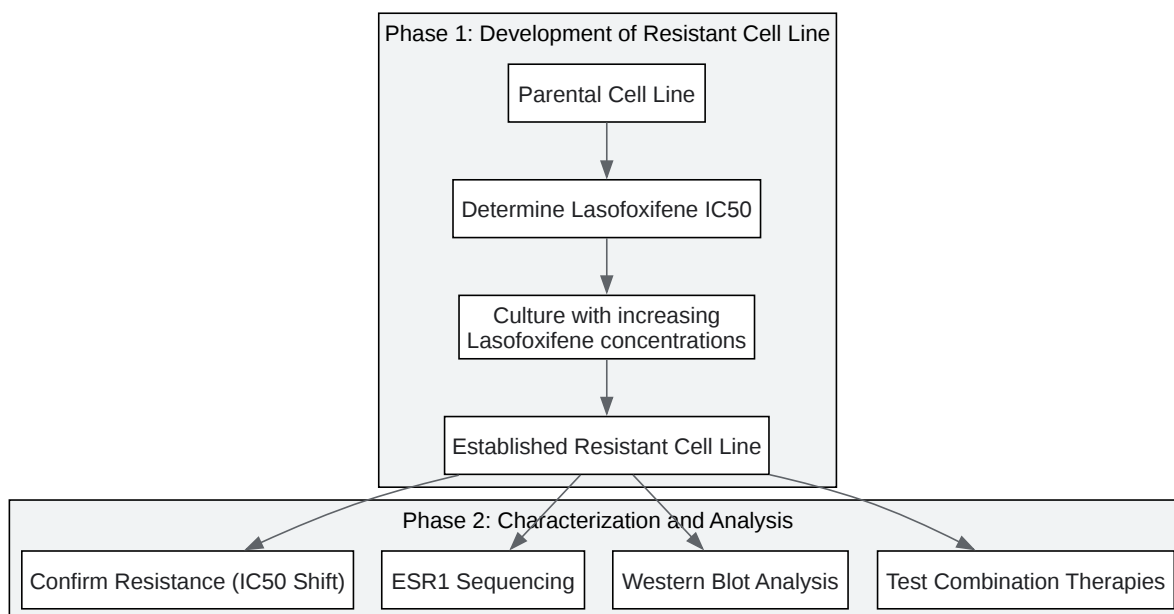 Phase 1: Development of Resistant Cell Line
Parental Cell Line
Determine Lasofoxifene IC50
Culture with increasing
Lasofoxifene concentrations
Established Resistant Cell Line
Phase 2: Characterization and Analysis
Confirm Resistance (IC50 Shift)
ESR1 Sequencing
Western Blot Analysis
Test Combination Therapies